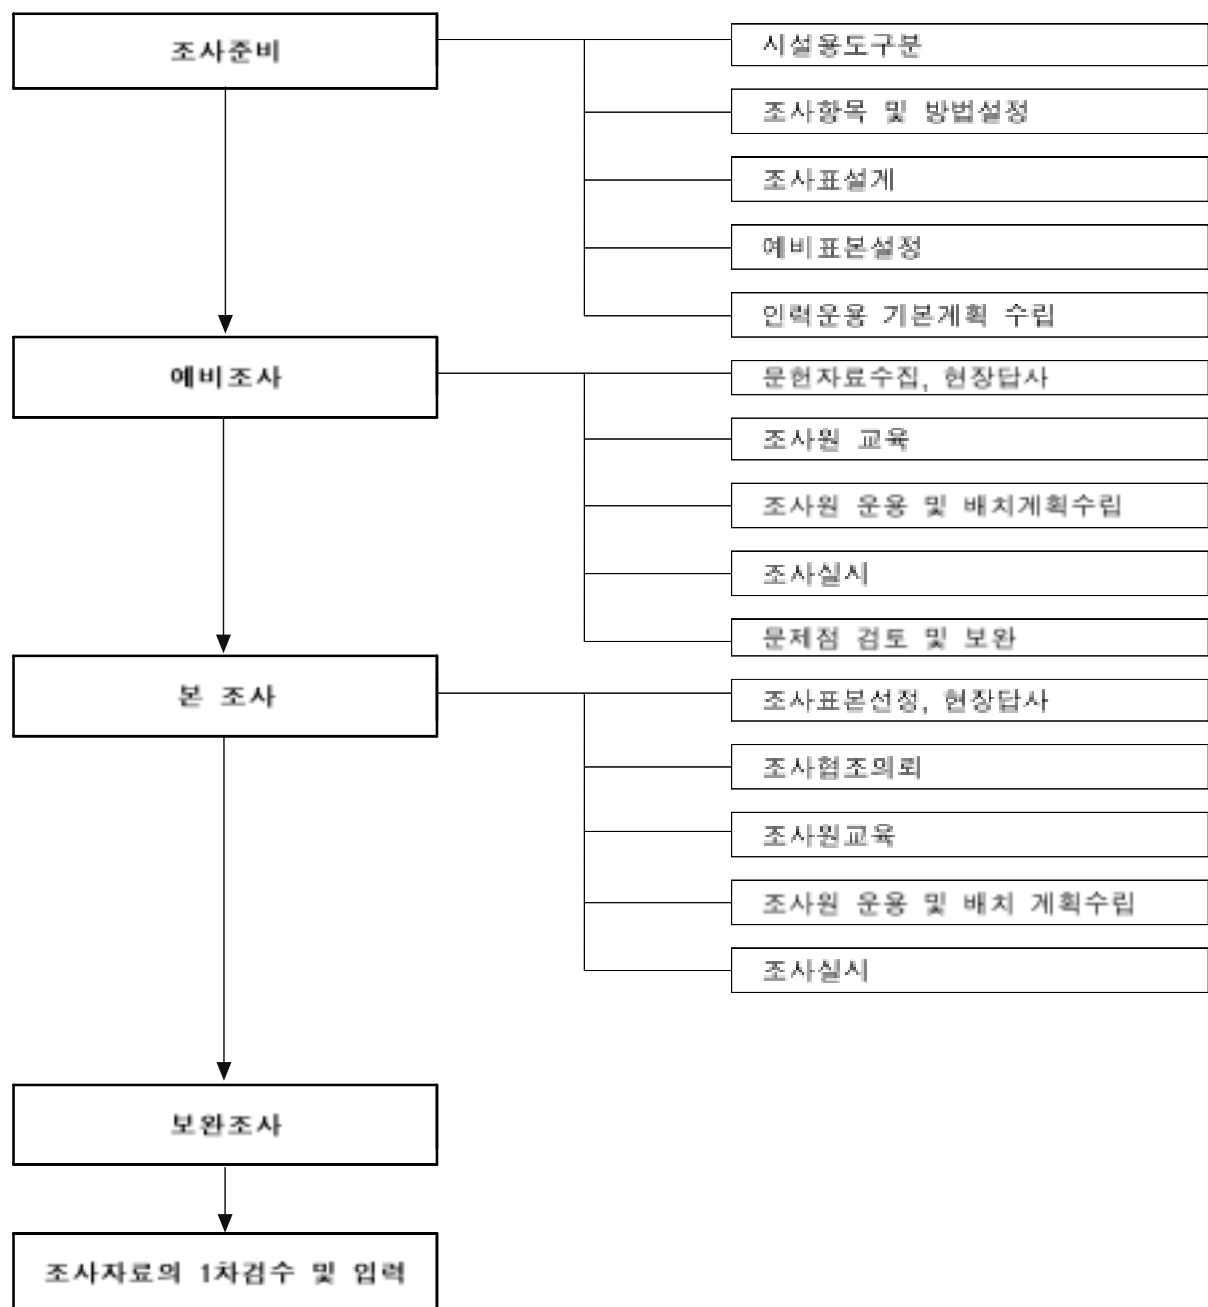 조사준비
시설용도구분
조사항목 및 방법설정
조사표설계
예비표본설정
인력운용 기본계획 수립
예비조사
문헌자료수집, 현장답사
조사원 교육
조사원 운용 및 배치계획수립
조사실시
문제점 검토 및 보완
본 조사
조사표본선정, 현장답사
조사협조의뢰
조사원교육
조사원 운용 및 배치 계획수립
조사실시
보완조사
조사자료의 1차검수 및 입력